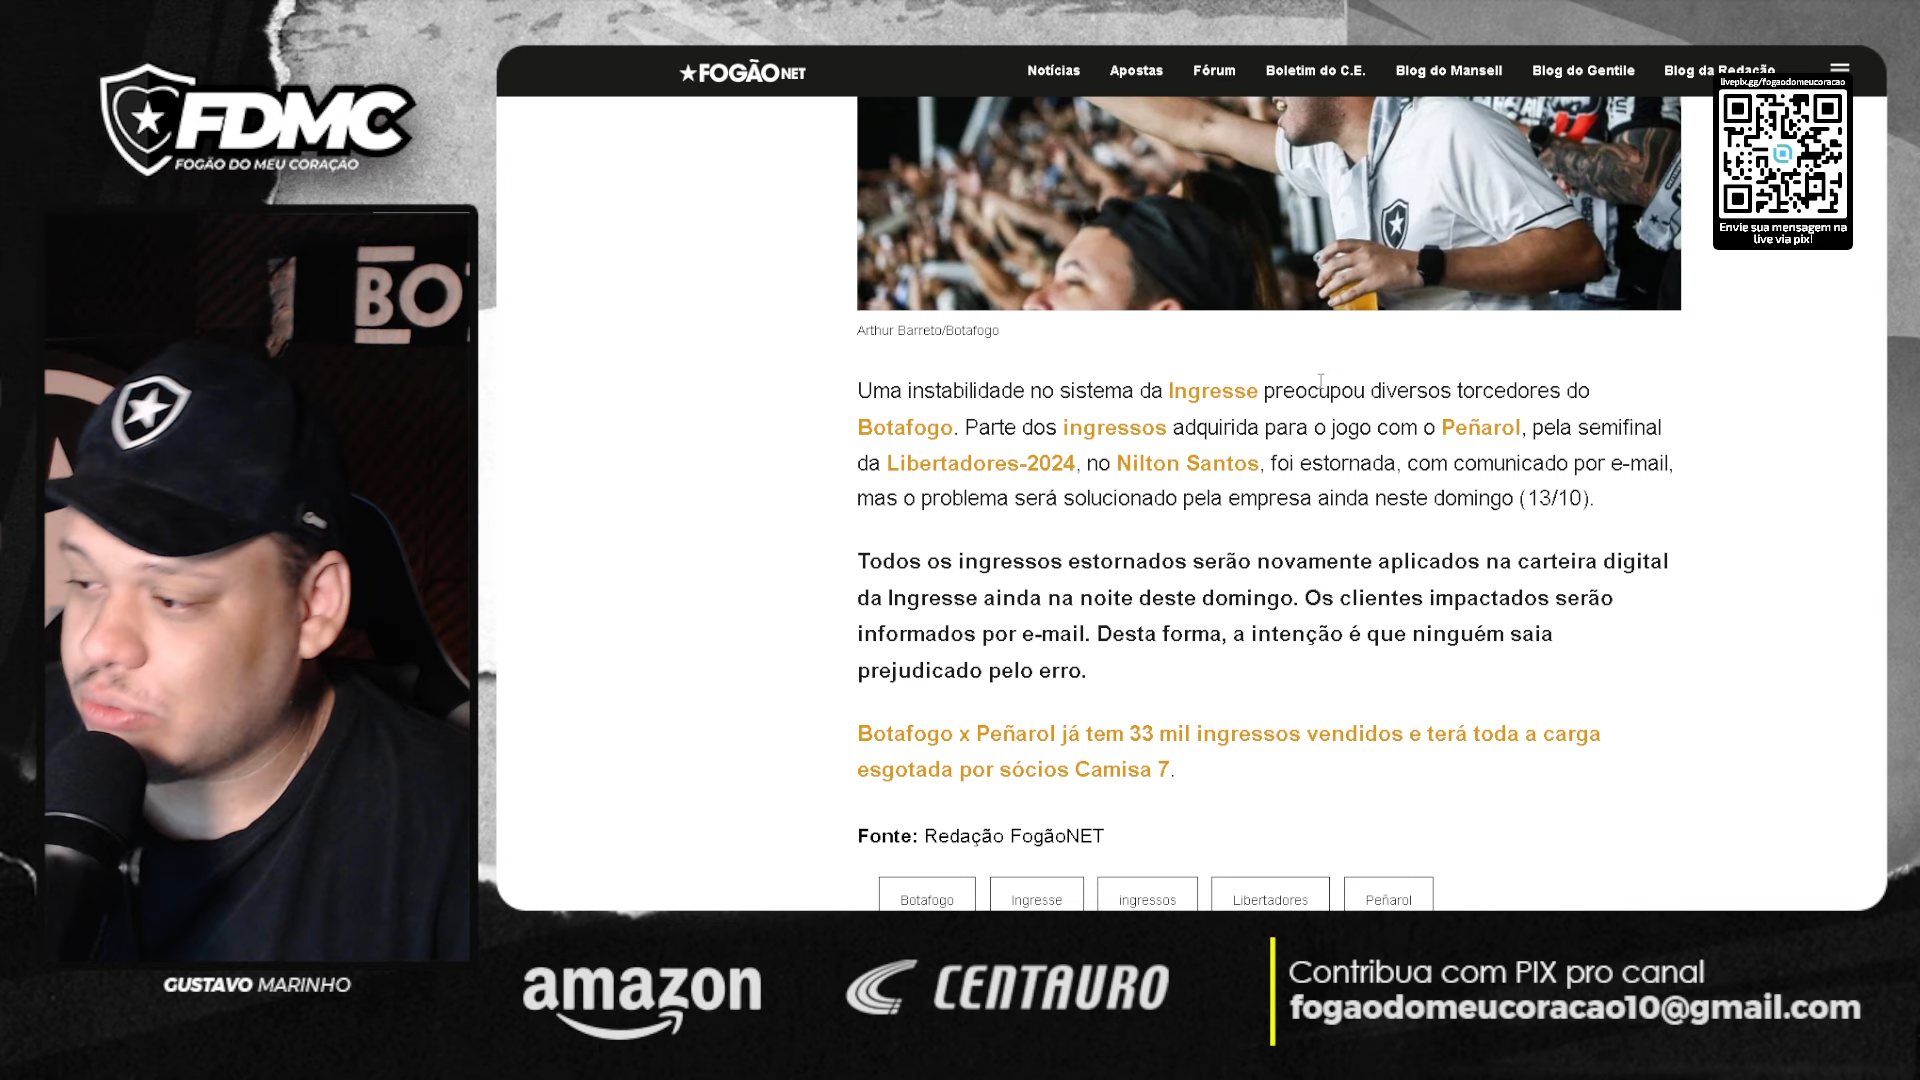 FDMC
FOGÃO DO MEU CORAÇÃO
BO
GUSTAVO MARINHO
FOGÃO NET
Notícias
Apostas
Fórum
Boletim do C.E.
Blog do Mansell
Blog do Gentile
Blog da Redação
livepix.gg/fogaodomeucoracao
Envie sua mensagem na
live via pix!
Arthur Barreto/Botafogo
Uma instabilidade no sistema da Ingresse preocupou diversos torcedores do
Botafogo. Parte dos ingressos adquirida para o jogo com o Peñarol, pela semifinal
da Libertadores-2024, no Nilton Santos, foi estornada, com comunicado por e-mail,
mas o problema será solucionado pela empresa ainda neste domingo (13/10).
Todos os ingressos estornados serão novamente aplicados na carteira digital
da Ingresse ainda na noite deste domingo. Os clientes impactados serão
informados por e-mail. Desta forma, a intenção é que ninguém saia
prejudicado pelo erro.
Botafogo x Peñarol já tem 33 mil ingressos vendidos e terá toda a carga
esgotada por sócios Camisa 7.
Fonte: Redação FogãoNET
Botafogo
Ingresse
ingressos
Libertadores
Peñarol
amazon
CENTAURO
Contribua com PIX pro canal
fogaodomeucoracao10@gmail.com